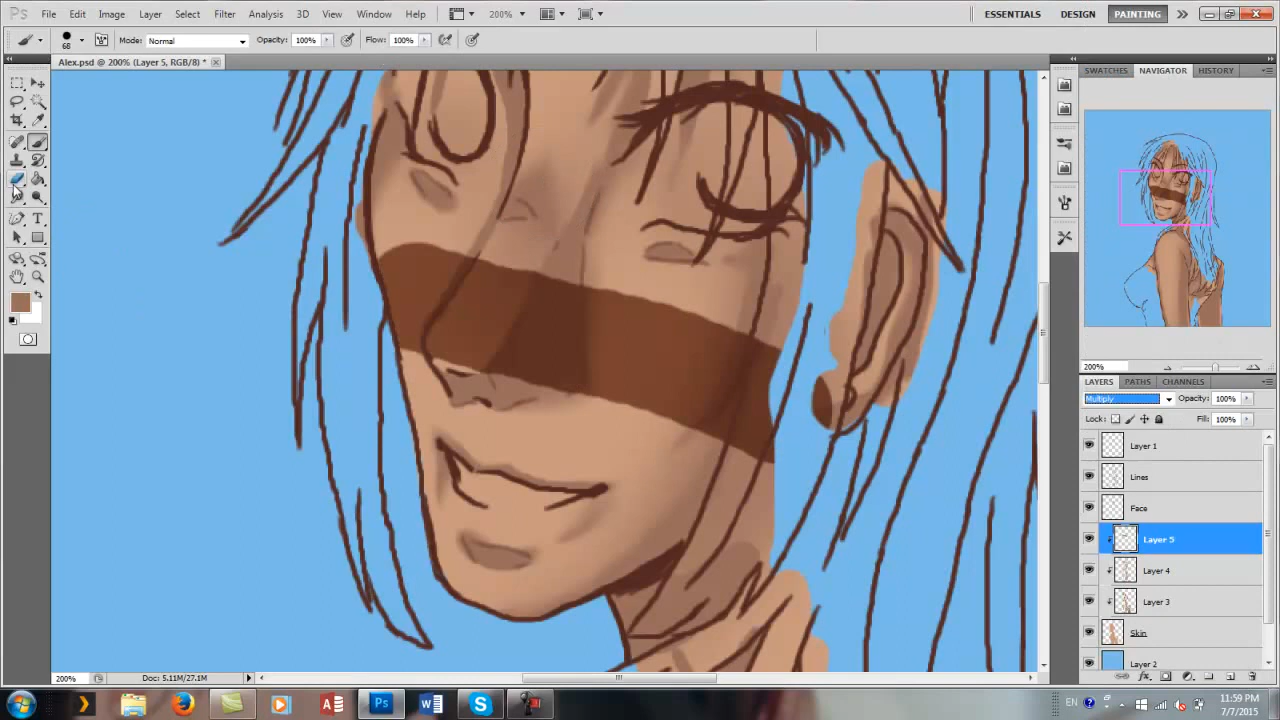 Ps File Edit Image Layer Select Filter Analysis 3D View Window Help 200% ESSENTIALS DESIGN PAINTING
68 Mode: Normal Opacity: 100% Flow: 100%
Alex.psd @ 200% (Layer 5, RGB/8) *
SWATCHES NAVIGATOR HISTORY
T
200%
LAYERS PATHS CHANNELS
Multiply Opacity: 100%
Lock: Fill: 100%
Layer 1
Lines
Face
Layer 5
Layer 4
Layer 3
Skin
Layer 2
200% Doc: 5.11M/27.1M
A Ps W S EN ? 11:59 PM
7/7/2015